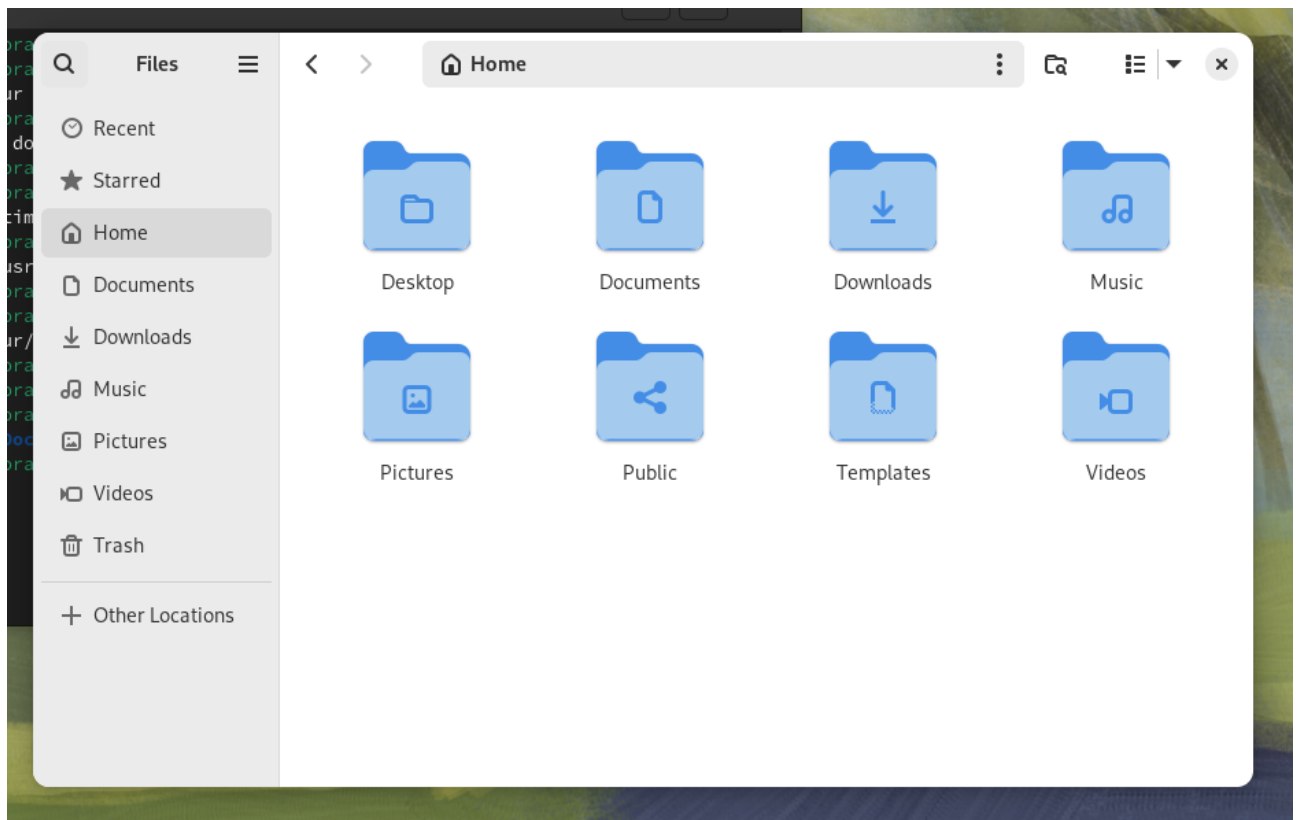 Files
Home
Recent
Starred
Home
Documents
Downloads
Music
Pictures
Videos
Trash
Other Locations
Desktop
Documents
Downloads
Music
Pictures
Public
Templates
Videos